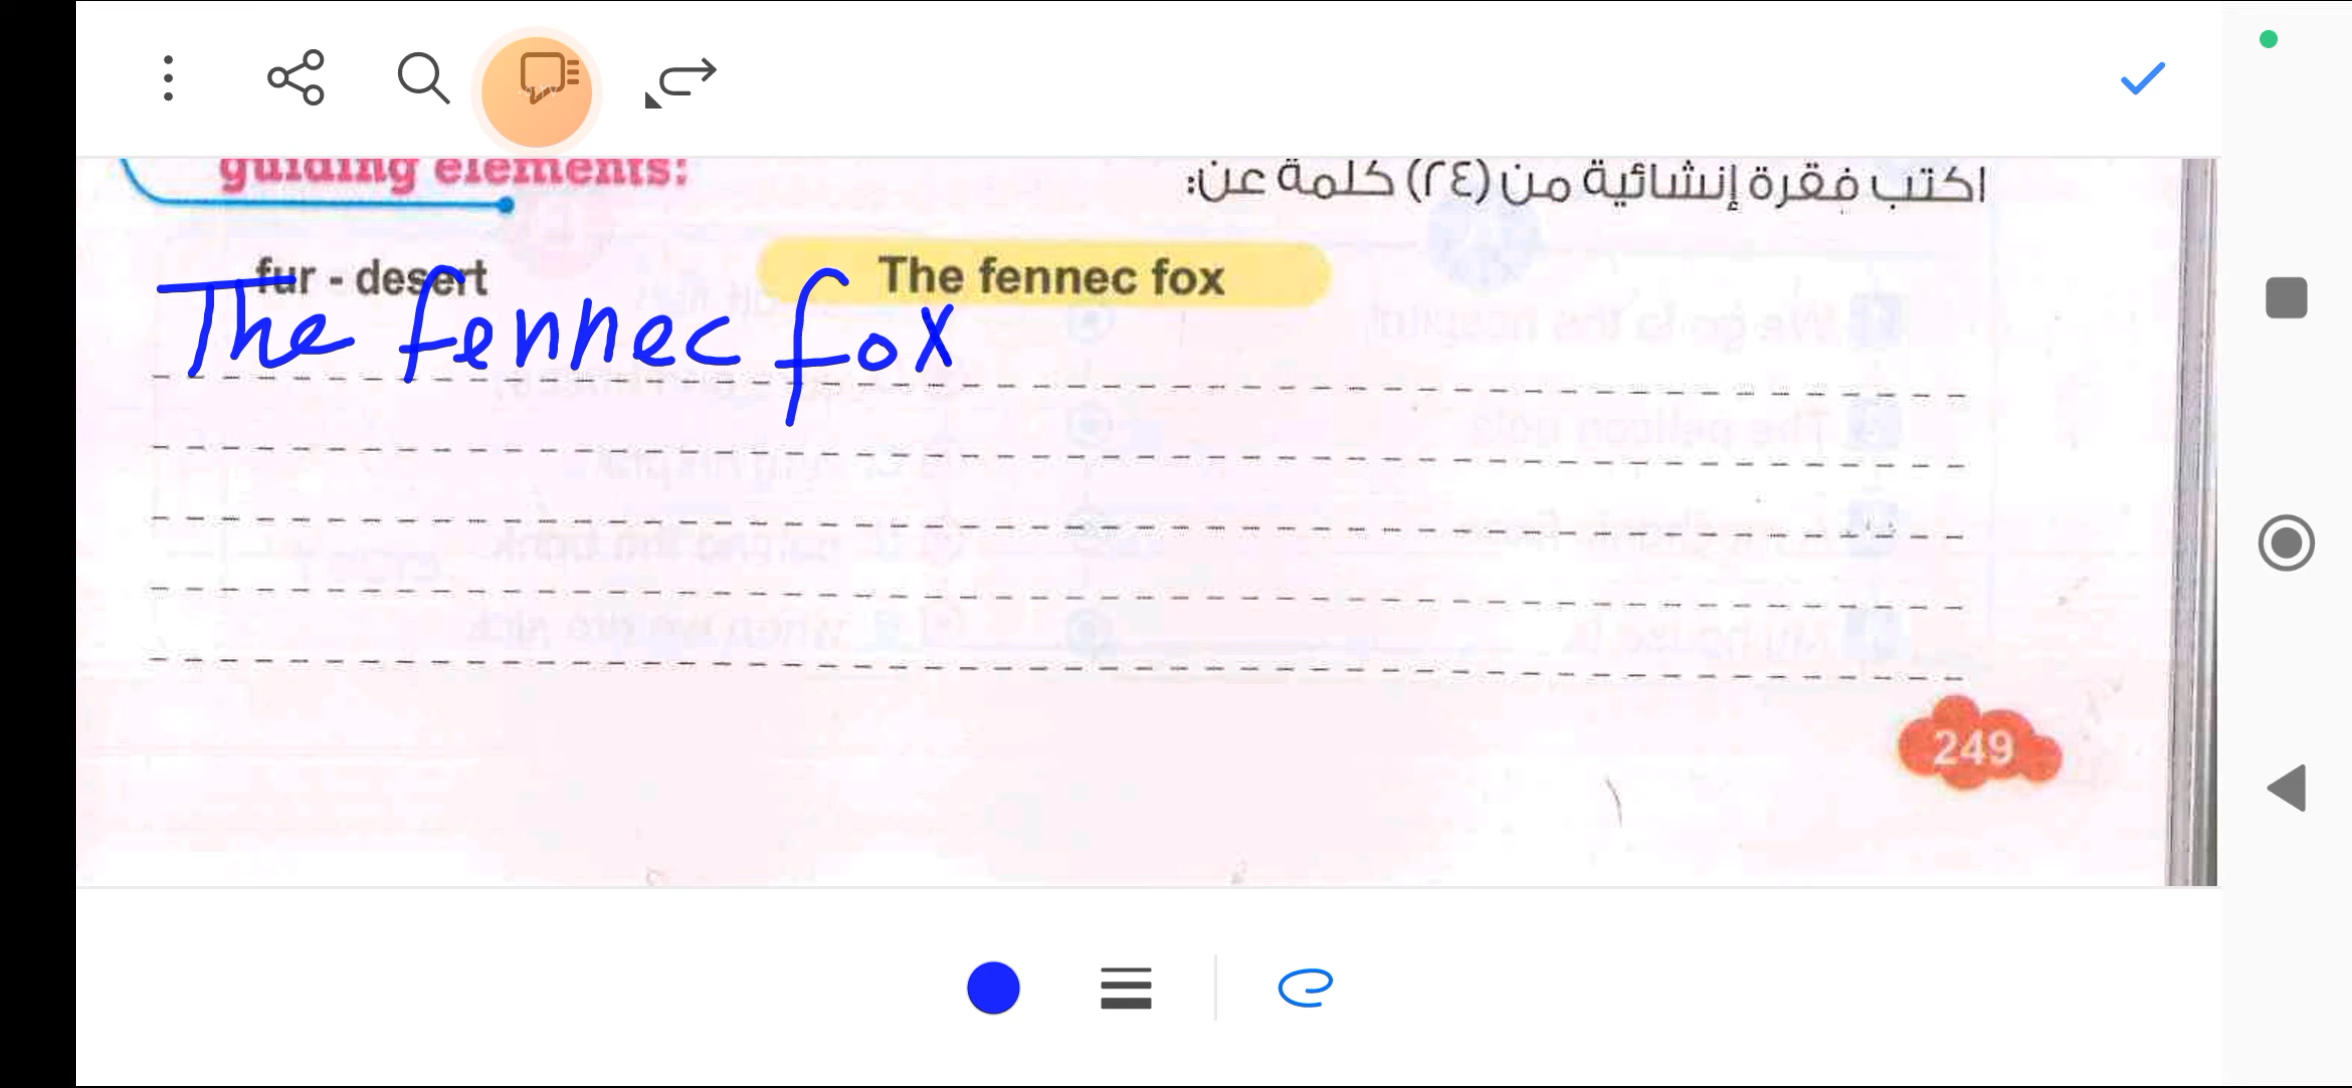 guiding elements:
اكتب فقرة إنشائية من (٢٤) كلمة عن:
fur - desert
The fennec fox
The fennec fox
249